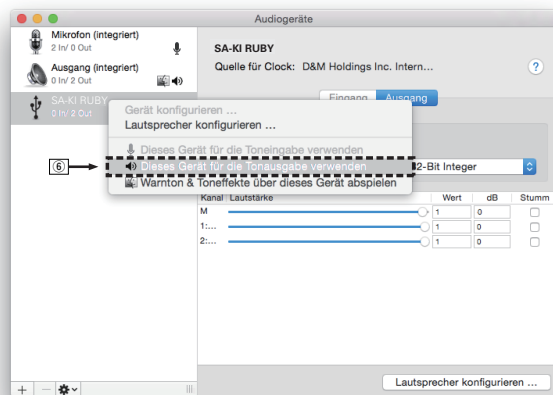 Audiogeräte
Mikrofon (integriert)
2 In/ 0 Out
Ausgang (integriert)
0 In/ 2 Out
SA-KI RUBY
0 In/ 2 Out
SA-KI RUBY
Quelle für Clock: D&M Holdings Inc. Intern...
?
Eingang Ausgang
Gerät konfigurieren ...
Lautsprecher konfigurieren ...
Dieses Gerät für die Toneingabe verwenden
6
Dieses Gerät für die Tonausgabe verwenden
2-Bit Integer
Warnton & Toneffekte über dieses Gerät abspielen
Kanal Lautstärke Wert dB Stumm
M 1 0
1:... 1 0
2:... 1 0
Lautsprecher konfigurieren ...